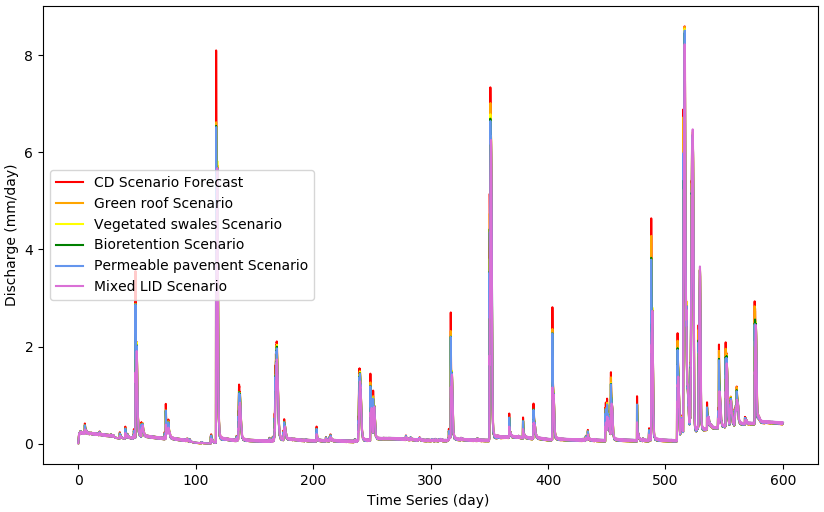 8
6
4
2
0
Discharge (mm/day)
CD Scenario Forecast
Green roof Scenario
Vegetated swales Scenario
Bioretention Scenario
Permeable pavement Scenario
Mixed LID Scenario
0 100 200 300 400 500 600
Time Series (day)